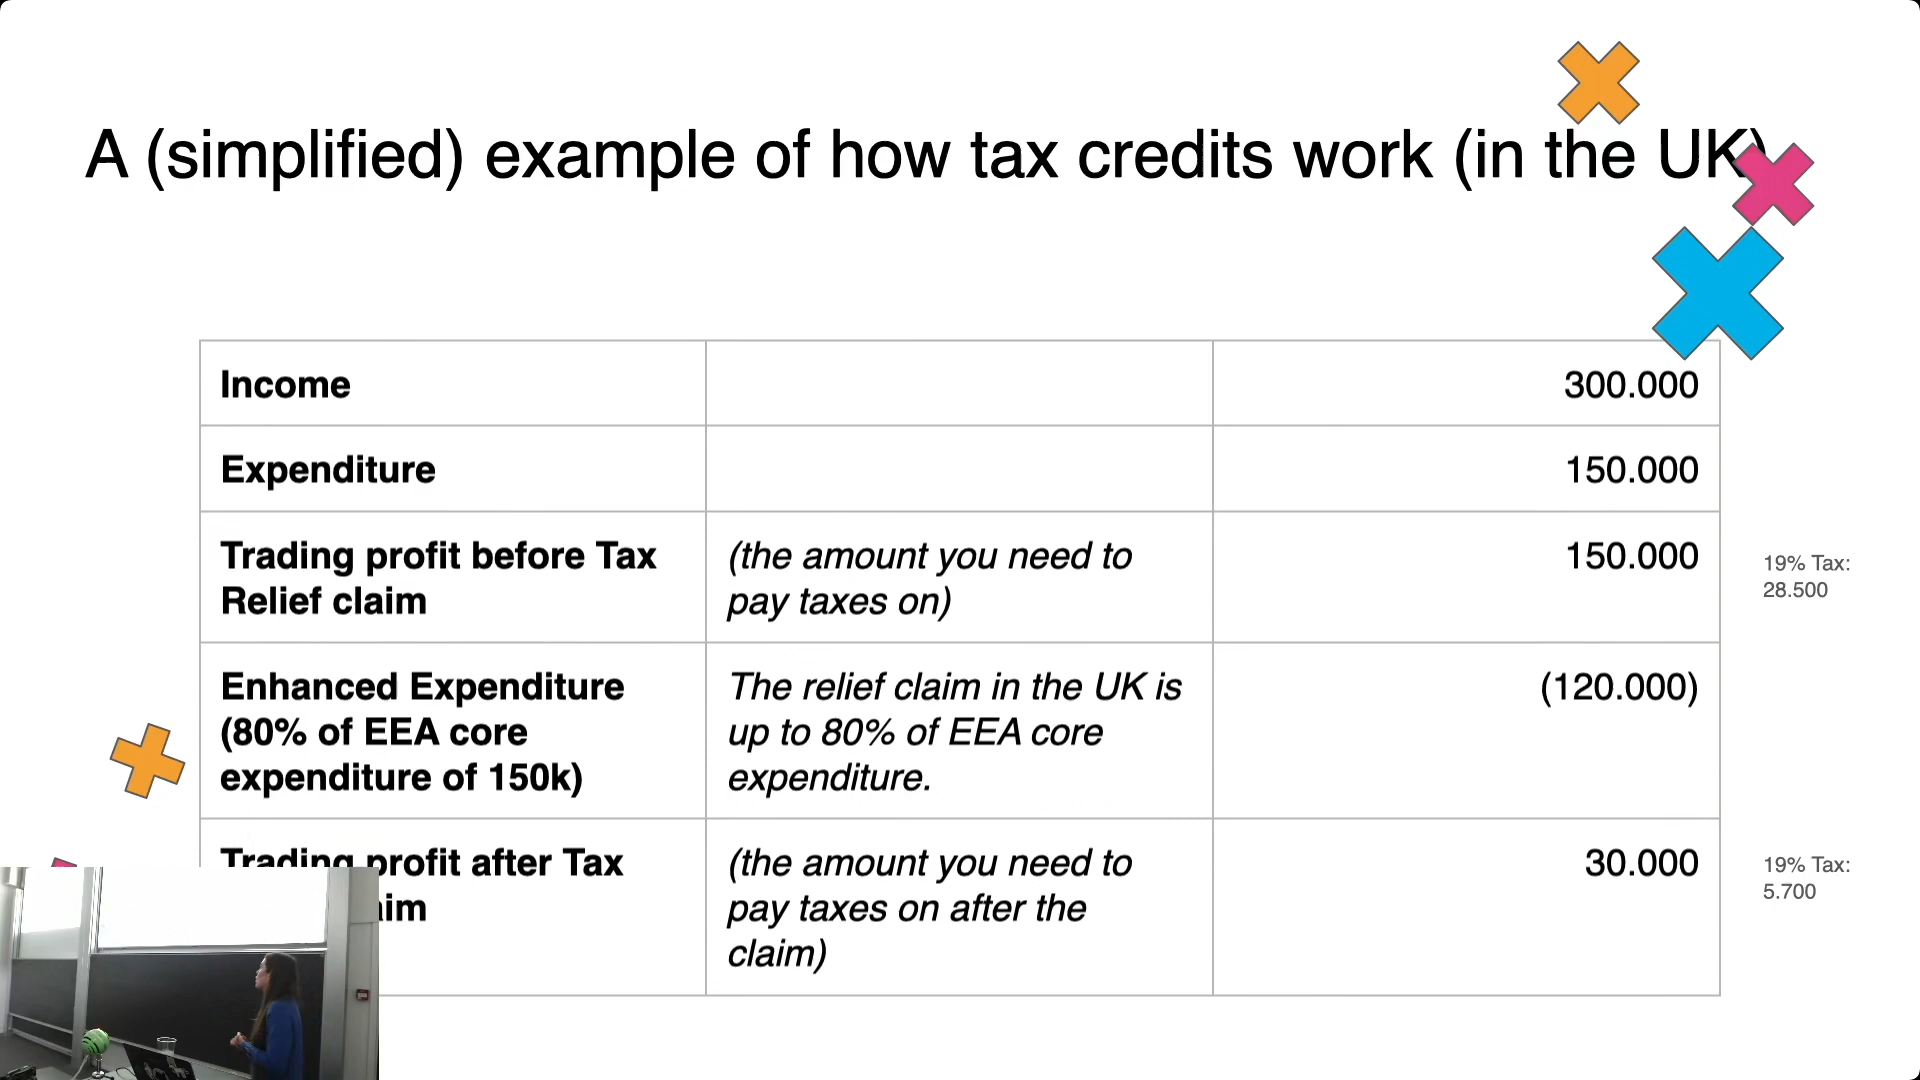 A (simplified) example of how tax credits work (in the UK)
Income
300.000
Expenditure
150.000
Trading profit before Tax
Relief claim
(the amount you need to
pay taxes on)
150.000
19% Tax:
28.500
Enhanced Expenditure
(80% of EEA core
expenditure of 150k)
The relief claim in the UK is
up to 80% of EEA core
expenditure.
(120.000)
Trading profit after Tax
(the amount you need to
pay taxes on after the
claim)
30.000
19% Tax:
5.700